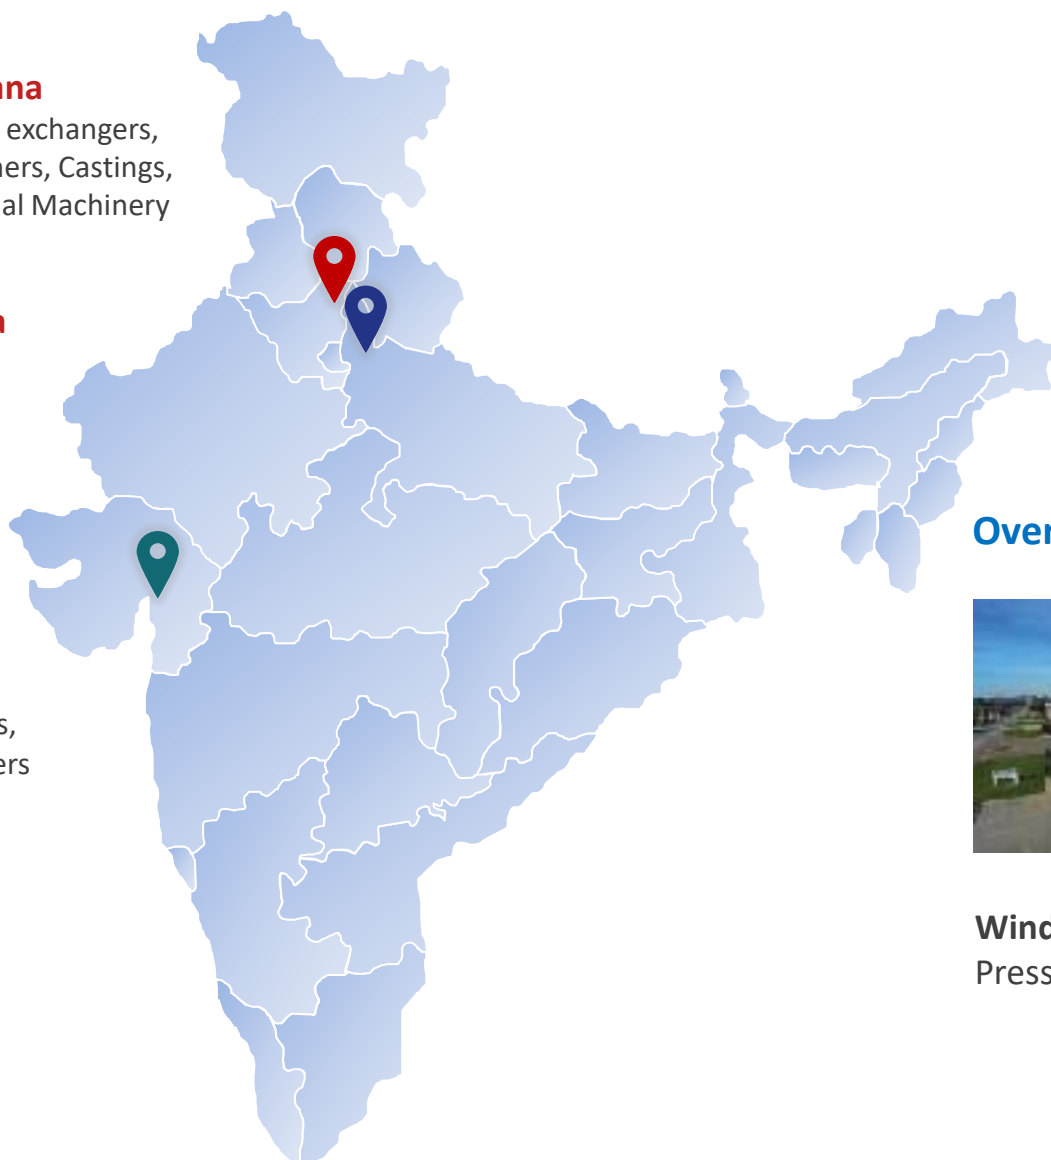 nna
exchangers,
ners, Castings,
al Machinery
a
s,
ers
Over
Wind
Press